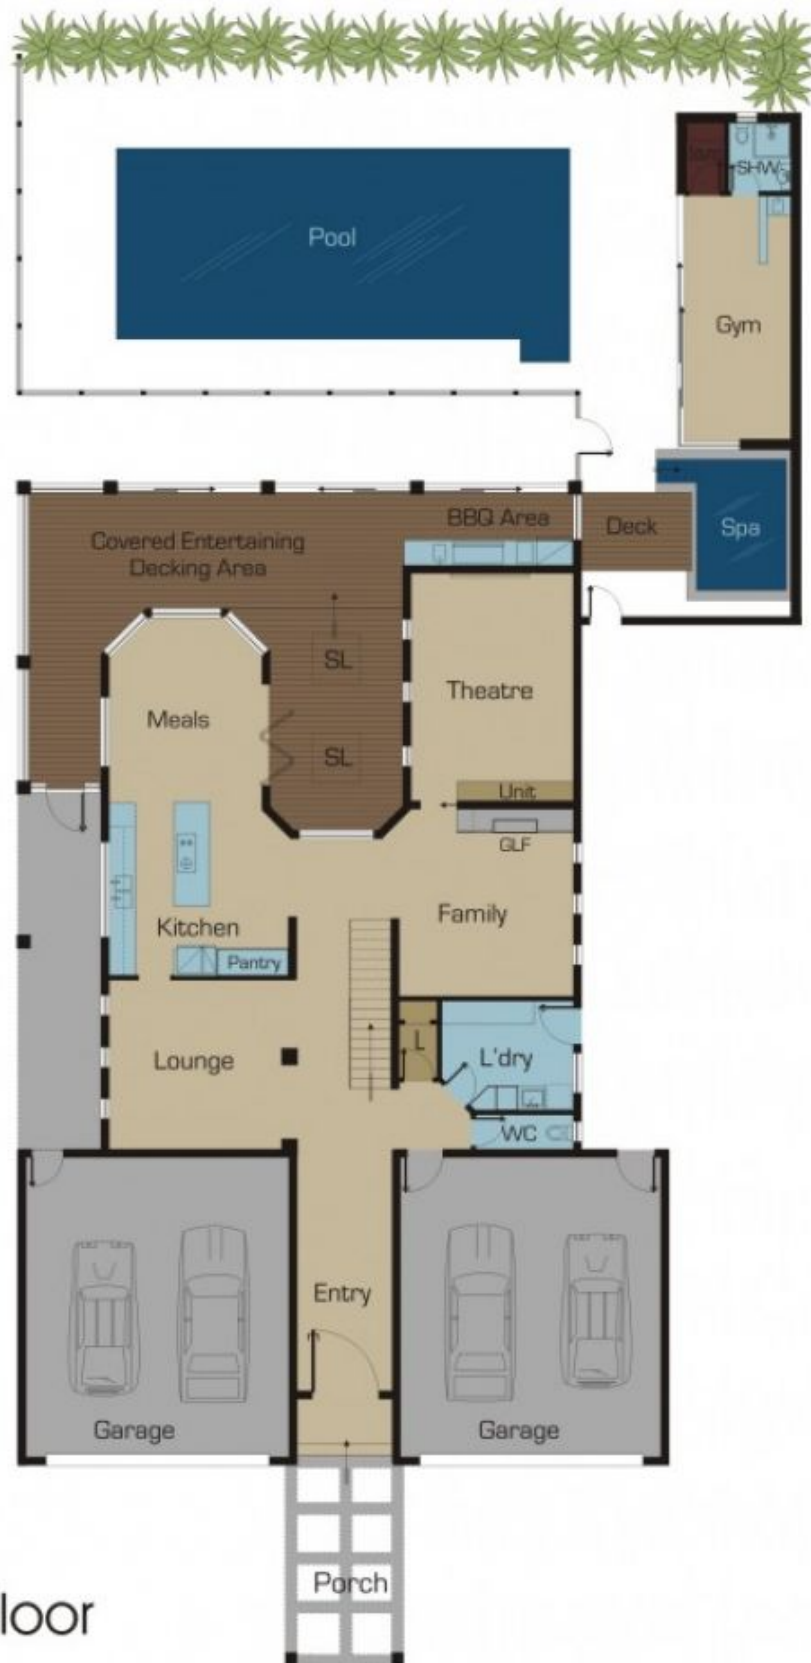 Pool
SHW
Gym
Covered Entertaining
Decking Area
BBQ Area
Deck
Spa
SL
Theatre
Meals
SL
Unit
GLF
Family
Kitchen
Pantry
Lounge
L
L'dry
WC
Entry
Garage
Garage
Porch
loor